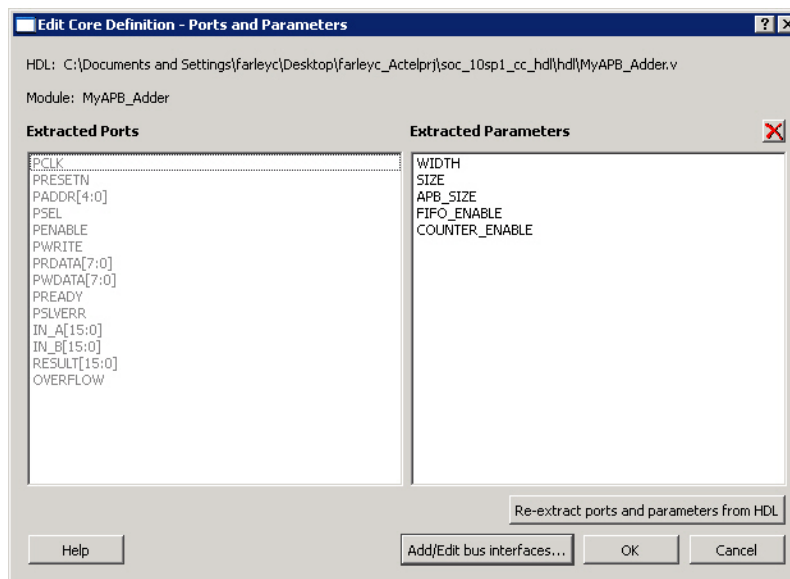 Edit Core Definition - Ports and Parameters
HDL: C:\Documents and Settings\farleyc\Desktop\farleyc_Actelprj\soc_10sp1_cc_hdl\hdl\MyAPB_Adder.v
Module: MyAPB_Adder
Extracted Ports
PCLK
PRESETN
PADDR[4:0]
PSEL
PENABLE
PWRITE
PRDATA[7:0]
PWDATA[7:0]
PREADY
PSLVERR
IN_A[15:0]
IN_B[15:0]
RESULT[15:0]
OVERFLOW
Extracted Parameters
WIDTH
SIZE
APB_SIZE
FIFO_ENABLE
COUNTER_ENABLE
Re-extract ports and parameters from HDL
Help
Add/Edit bus interfaces...
OK
Cancel